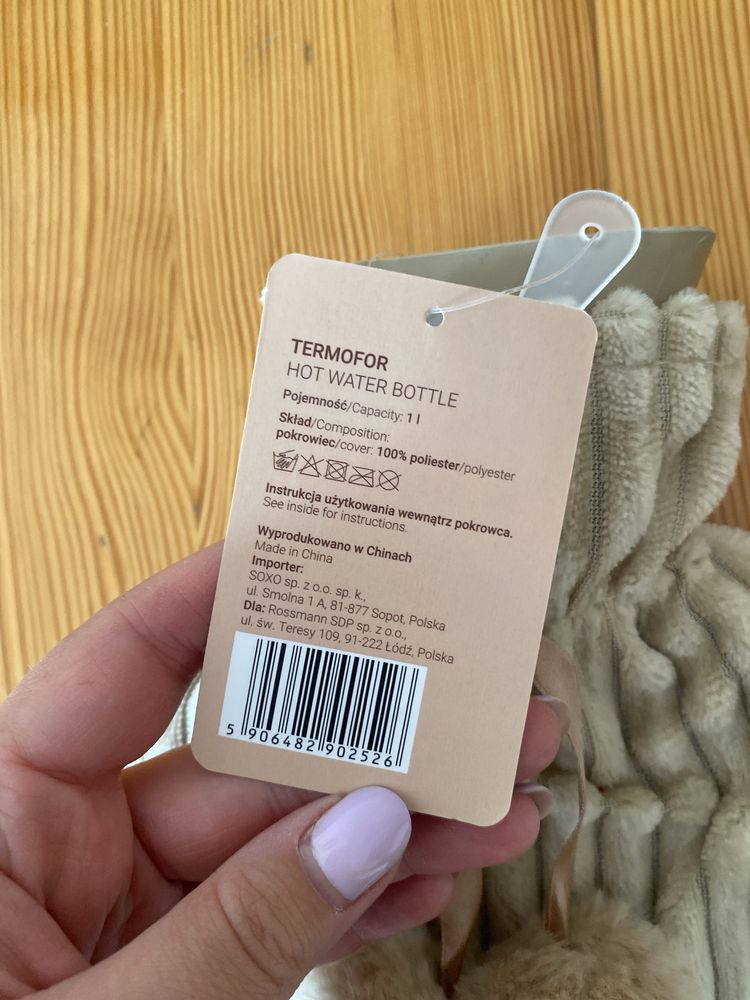 TERMOFOR
HOT WATER BOTTLE
Pojemność/Capacity: 1 l
Skład/Composition:
pokrowiec/cover: 100% poliester/polyester
Instrukcja użytkowania wewnątrz pokrowca.
See inside for instructions.
Wyprodukowano w Chinach
Made in China
Importer:
SOXO sp. z o.o. sp. k.,
ul. Smolna 1 A, 81-877 Sopot, Polska
Dla: Rossmann SDP sp. z o.o.,
ul. św. Teresy 109, 91-222 Łódź, Polska
5 906482 902526